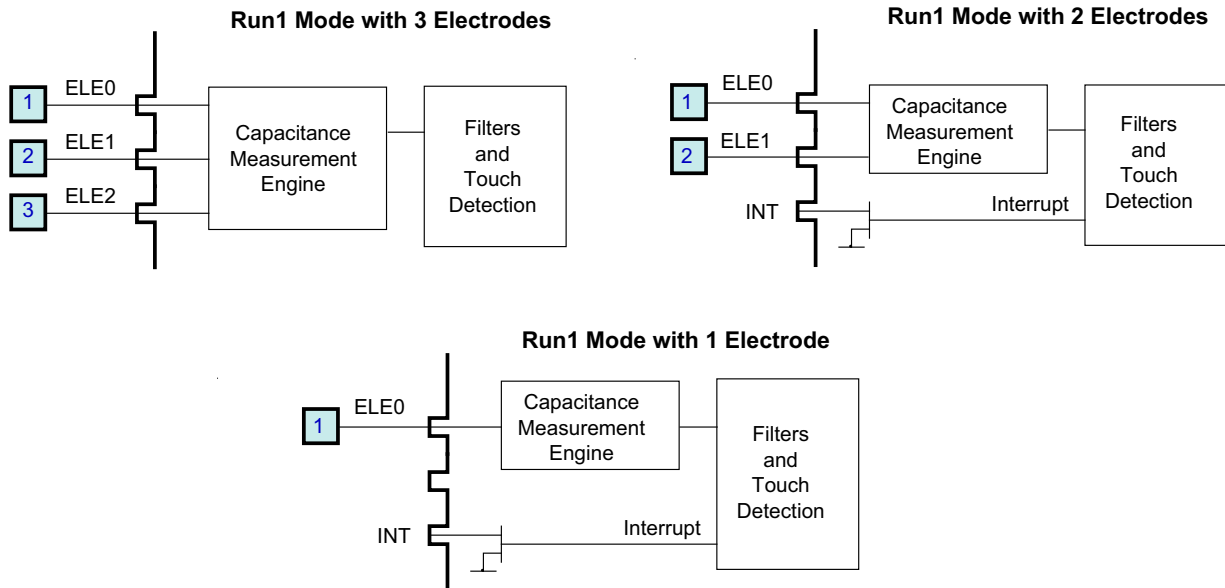 Run1 Mode with 3 Electrodes
ELE0
1
ELE1
2
ELE2
3
Capacitance
Measurement
Engine
Filters
and
Touch
Detection
Run1 Mode with 2 Electrodes
ELE0
1
ELE1
2
INT
Capacitance
Measurement
Engine
Interrupt
Filters
and
Touch
Detection
Run1 Mode with 1 Electrode
ELE0
1
INT
Capacitance
Measurement
Engine
Interrupt
Filters
and
Touch
Detection